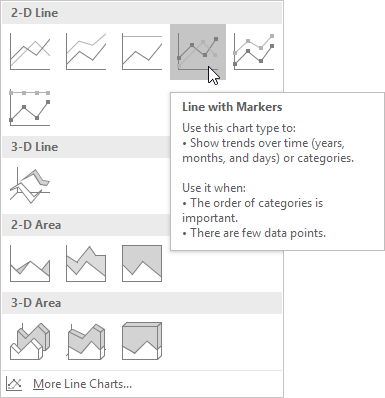 2-D Line
Line with Markers
Use this chart type to:
• Show trends over time (years,
months, and days) or categories.
Use it when:
• The order of categories is
important.
• There are few data points.
3-D Line
2-D Area
3-D Area
More Line Charts...